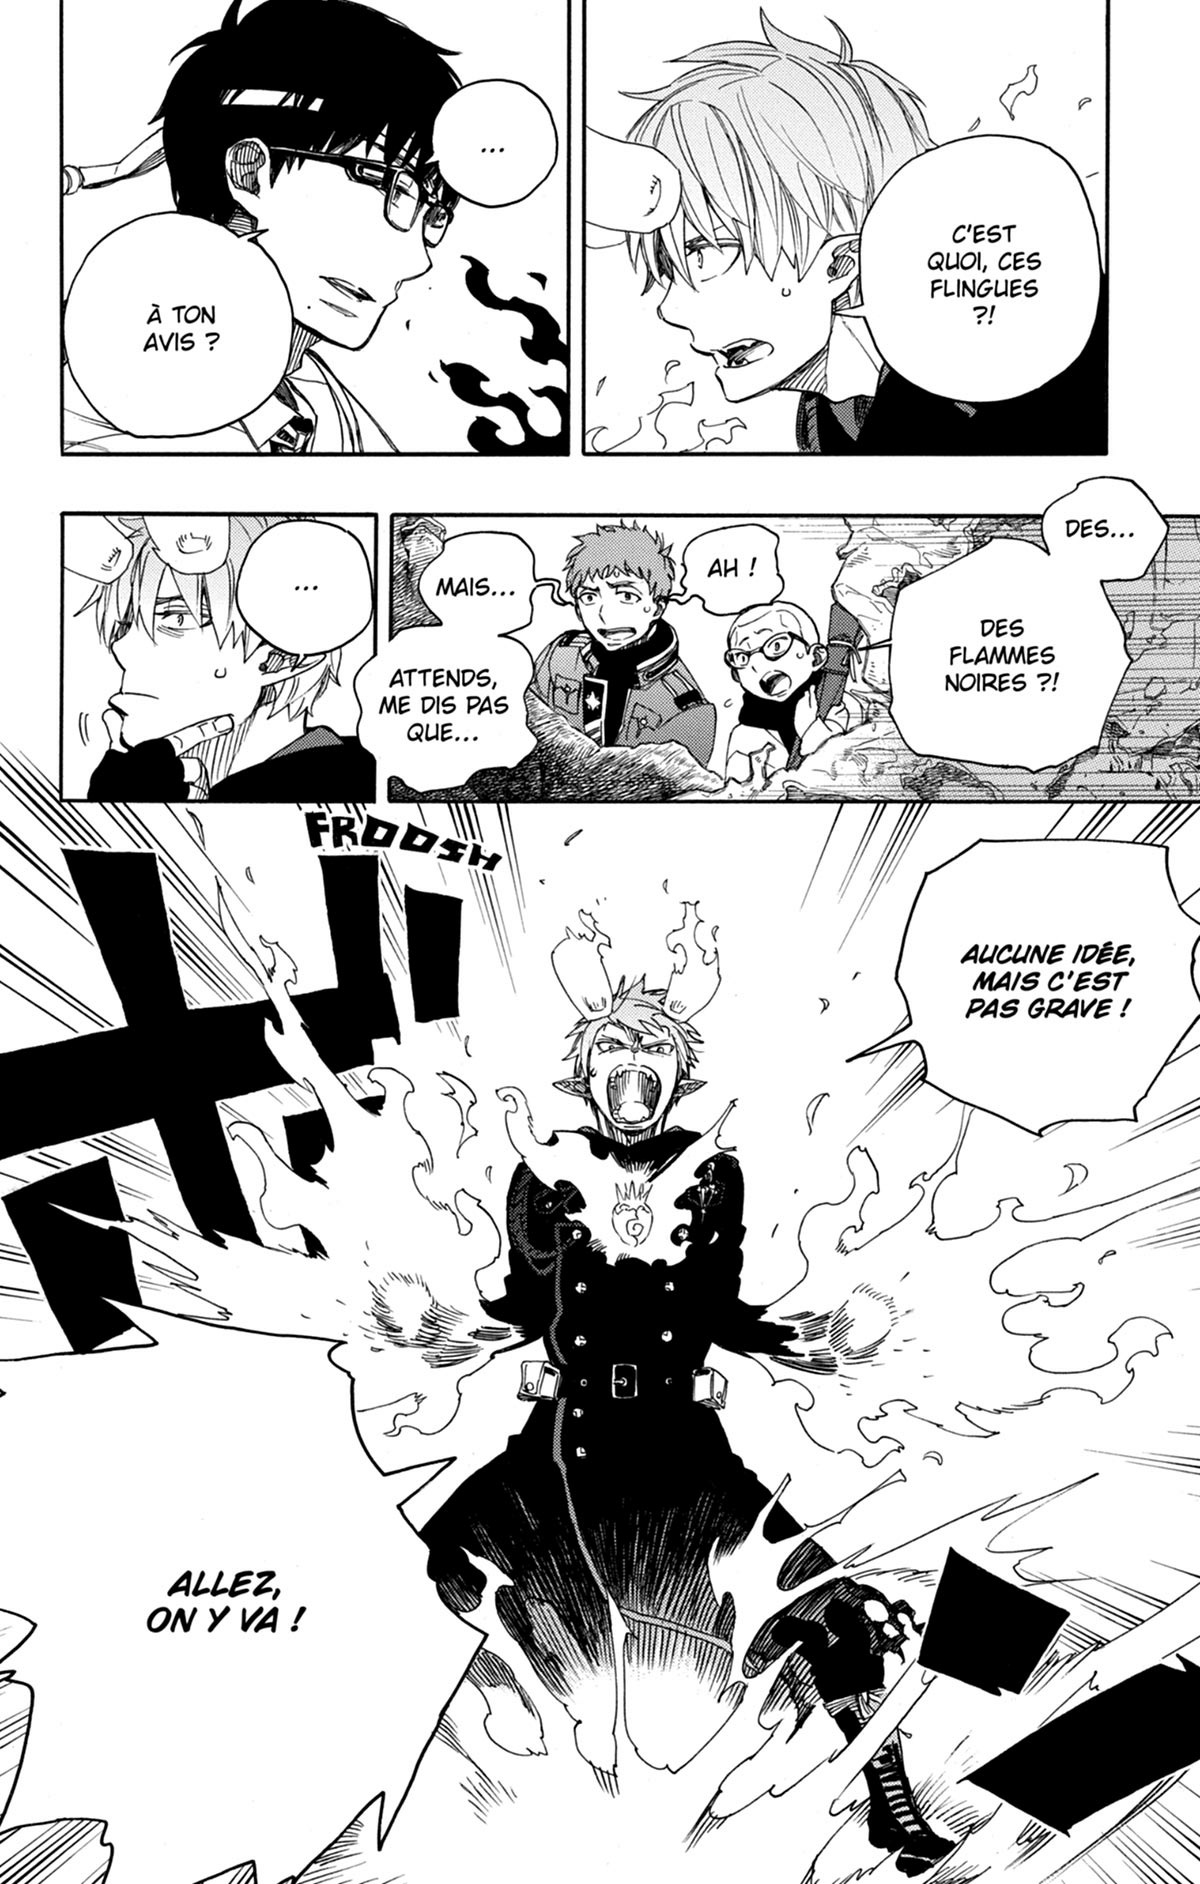 C'EST
QUOI, CES
FLINGUES
?!
...
À TON
AVIS ?
DES...
DES
FLAMMES
NOIRES ?!
AH !
MAIS...
ATTENDS,
ME DIS PAS
QUE...
...
FROOSH
AUCUNE IDÉE,
MAIS C'EST
PAS GRAVE !
ALLEZ,
ON Y VA !